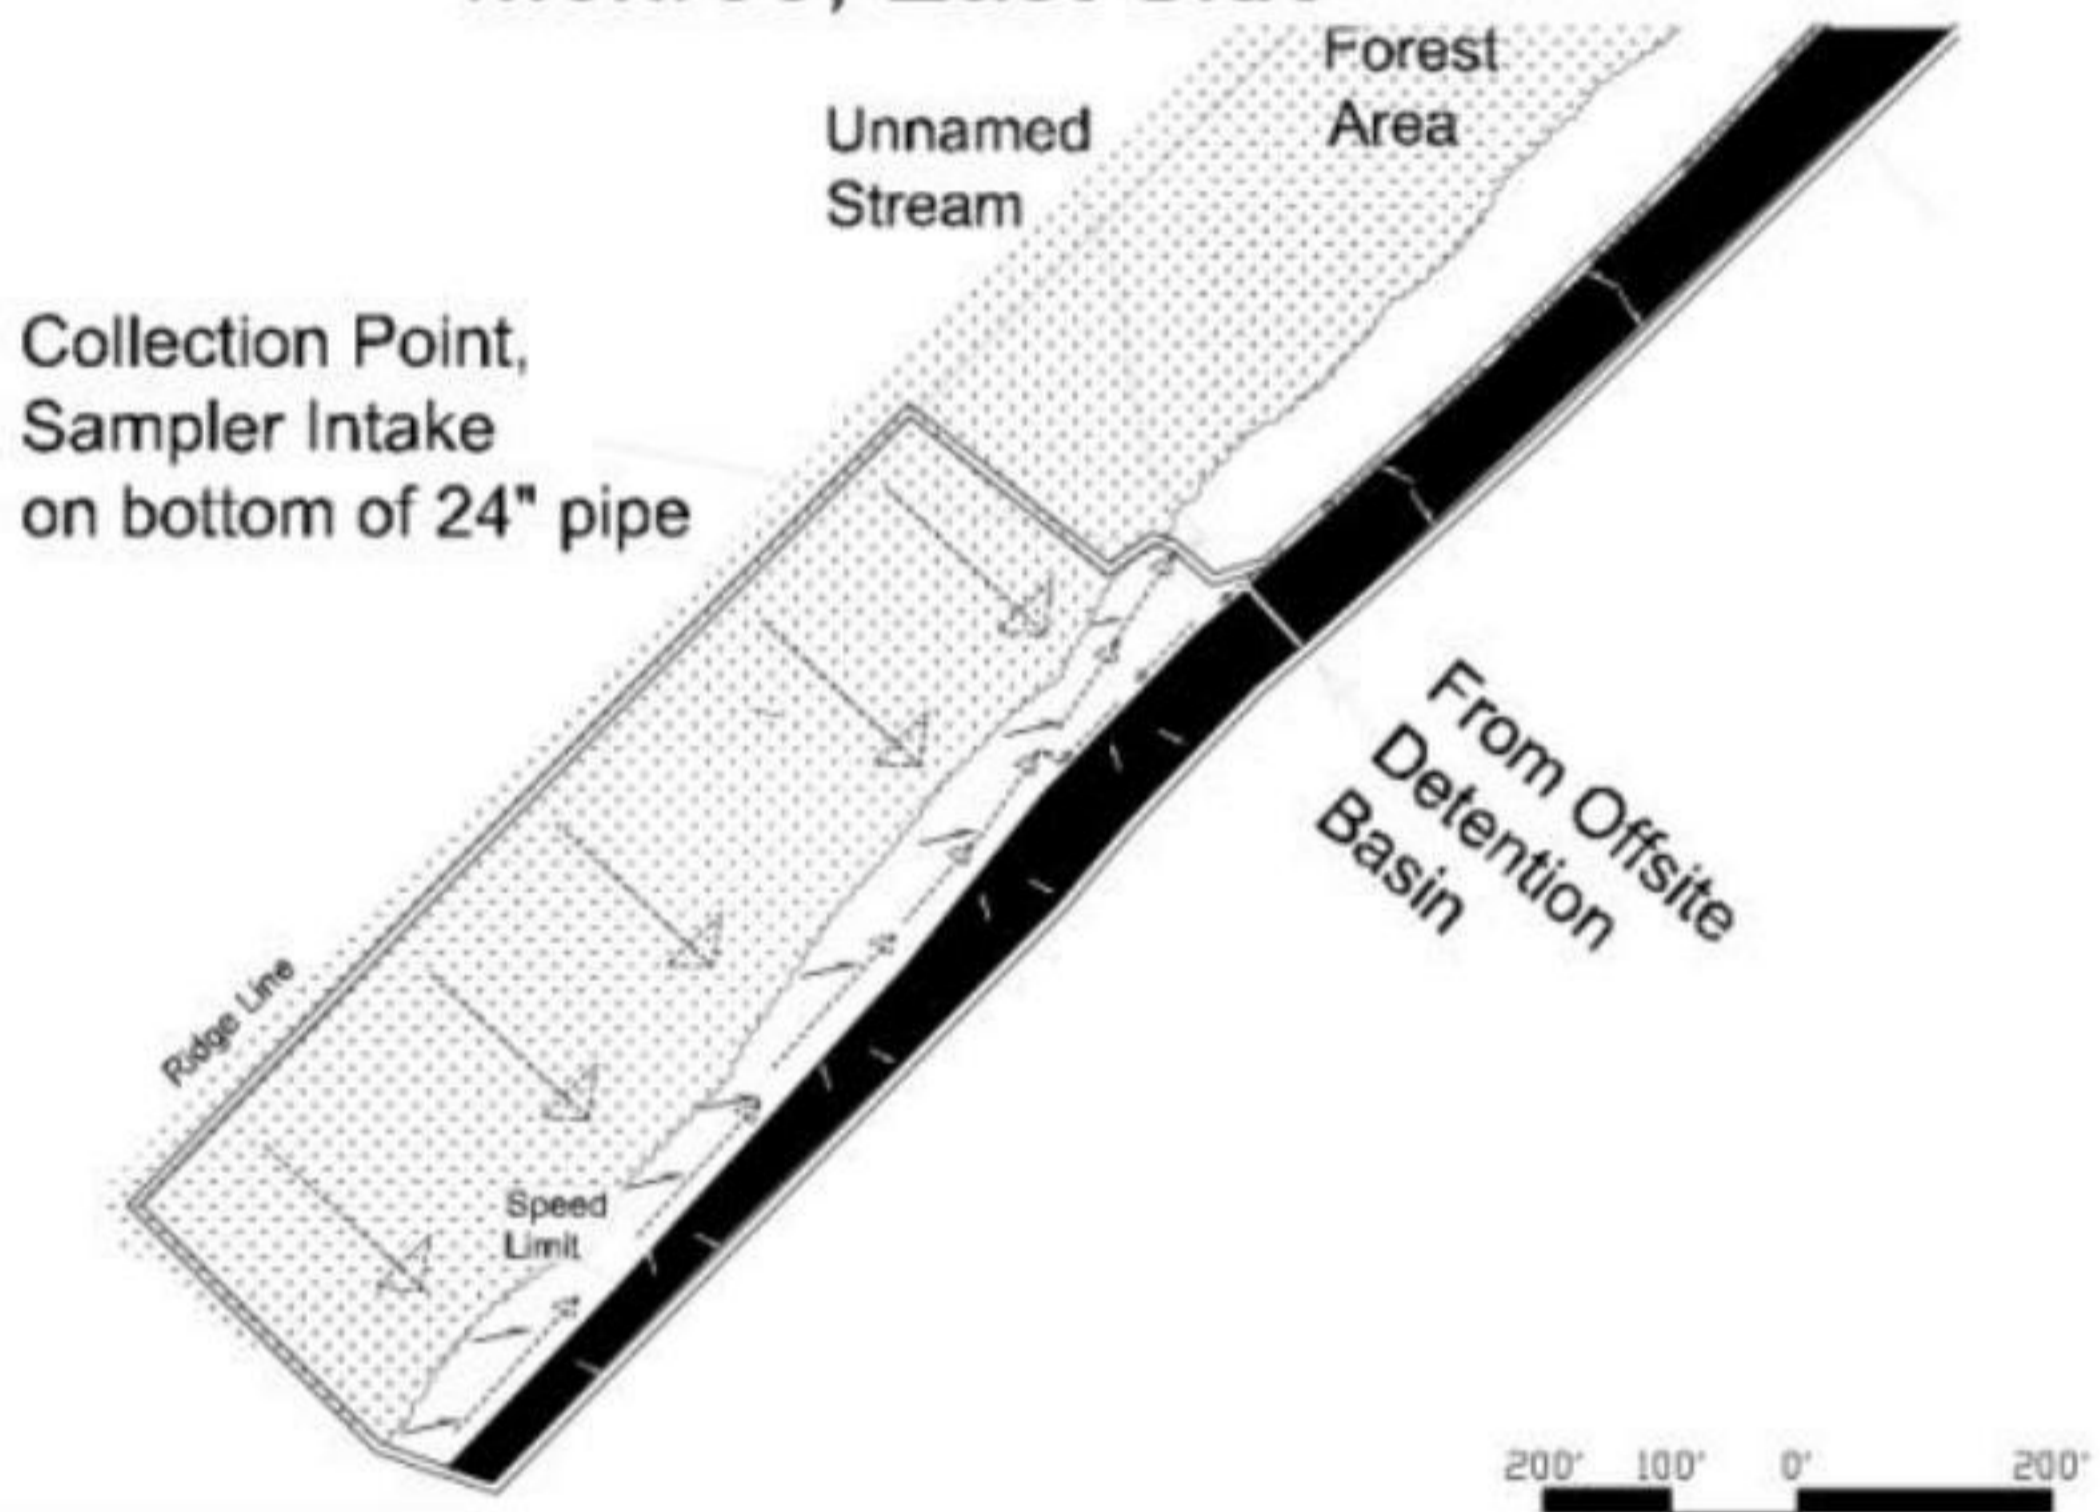 Forest
Area
Unnamed
Stream
Collection Point,
Sampler Intake
on bottom of 24" pipe
From Offsite
Detention
Basin
Ridge Line
Speed
Limit
200' 100' 0' 200'